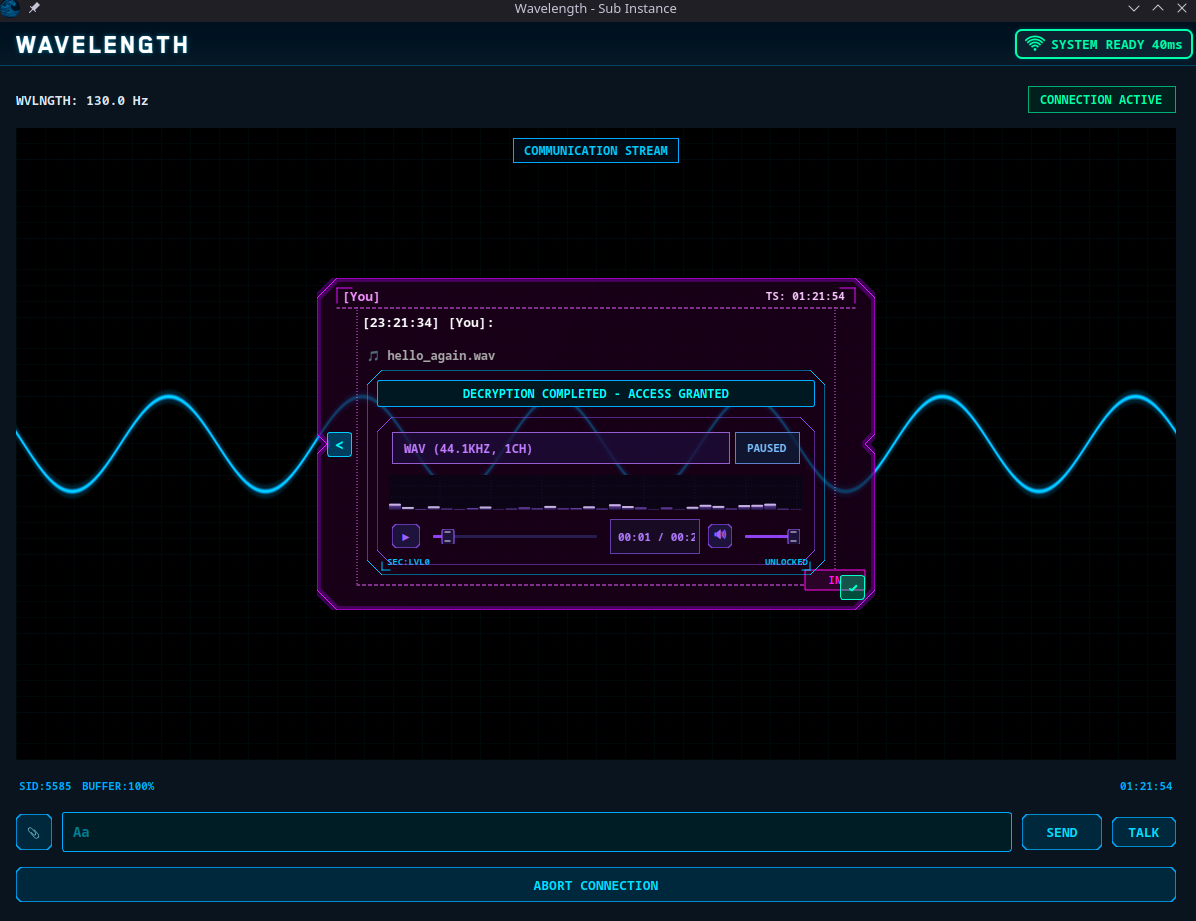 Wavelength - Sub Instance
WAVELENGTH
SYSTEM READY 40ms
WVLNGTH: 130.0 Hz
CONNECTION ACTIVE
COMMUNICATION STREAM
[You]
TS: 01:21:54
[23:21:34] [You]:
🎵 hello_again.wav
DECRYPTION COMPLETED - ACCESS GRANTED
<
WAV (44.1KHZ, 1CH)
PAUSED
00:01 / 00:2
SEC:LVL0
UNLOCKED
SID:5585 BUFFER:100%
01:21:54
Aa
SEND
TALK
ABORT CONNECTION